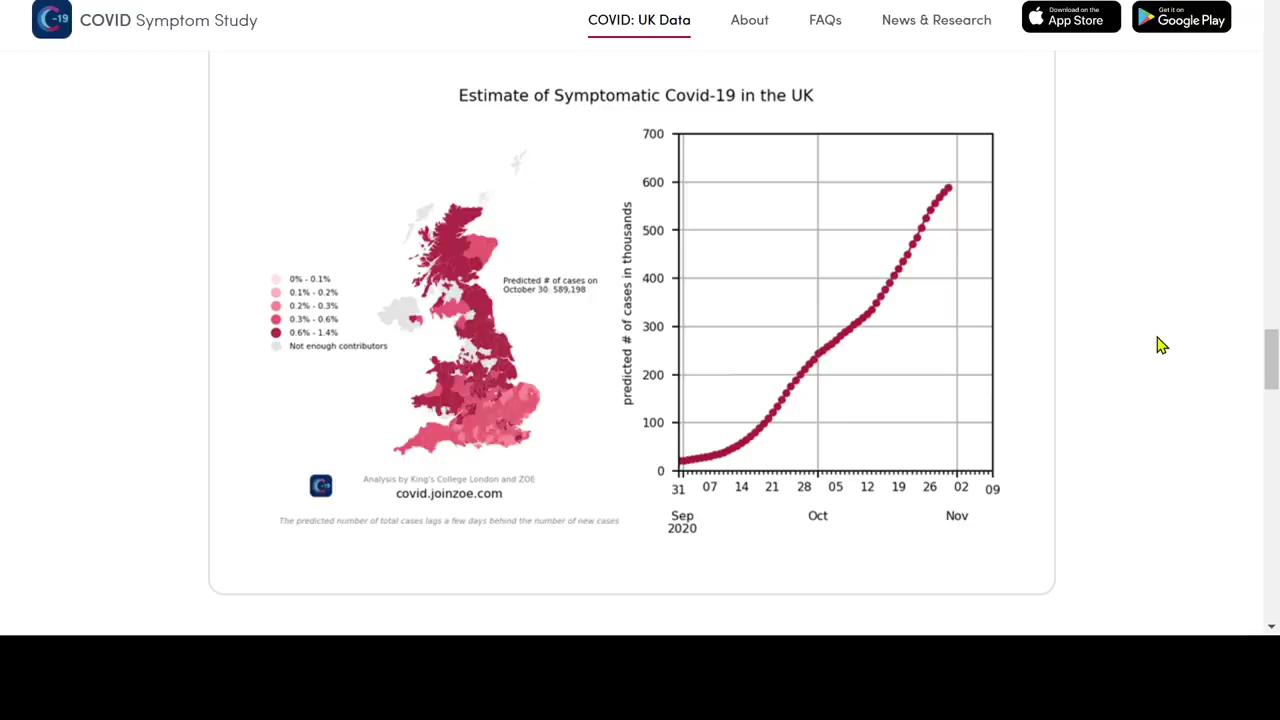 COVID Symptom Study
COVID: UK Data
About
FAQs
News & Research
Download on the
App Store
Get it on
Google Play
-19
Estimate of Symptomatic Covid-19 in the UK
0% - 0.1%
0.1% - 0.2%
0.2% - 0.3%
0.3% - 0.6%
0.6% - 1.4%
Not enough contributors
Predicted # of cases on
October 30: 589,198
Analysis by King's College London and ZOE
covid.joinzoe.com
The predicted number of total cases lags a few days behind the number of new cases
predicted # of cases in thousands
700
600
500
400
300
200
100
0
31 07 14 21 28 05 12 19 26 02 09
Sep Oct Nov
2020